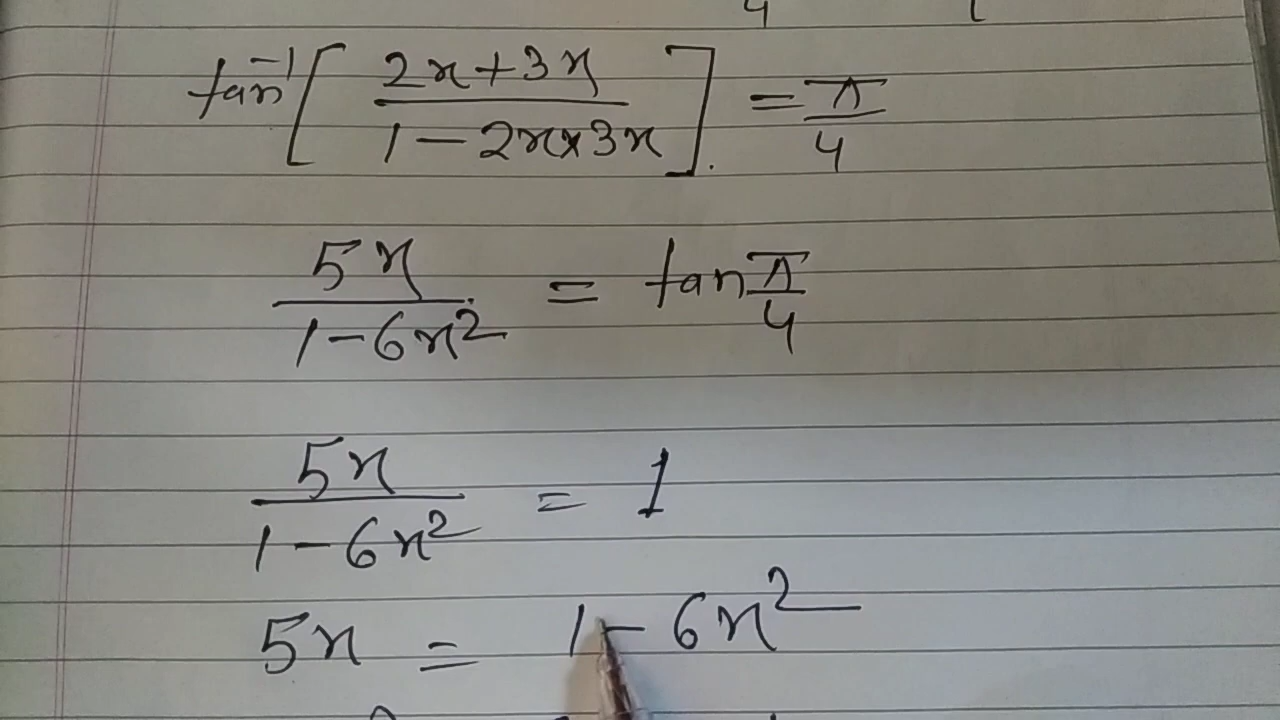 tan⁻¹[ (2x+3x)/(1-2x×3x) ]. = π/4
5x/(1-6x²) = tan π/4
5x/(1-6x²) = 1
5x = 1-6x²